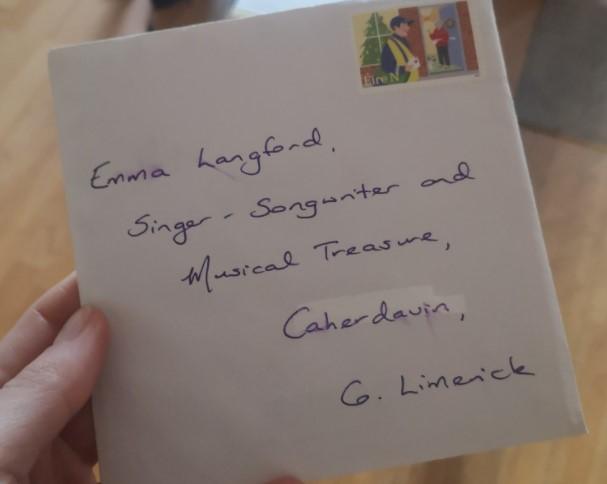 Éire N
Emma Langford,
Singer - Songwriter and
Musical Treasure,
Caherdavin,
Co. Limerick